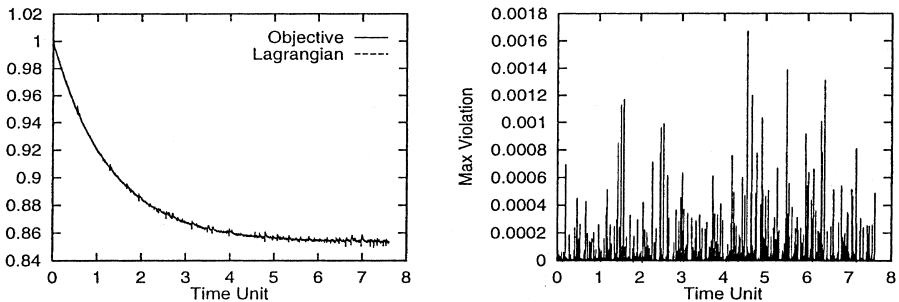 1.02
1
0.98
0.96
0.94
0.92
0.9
0.88
0.86
0.84
Objective
Lagrangian
0 1 2 3 4 5 6 7 8
Time Unit
Max Violation
0.0018
0.0016
0.0014
0.0012
0.001
0.0008
0.0006
0.0004
0.0002
0
0 1 2 3 4 5 6 7 8
Time Unit